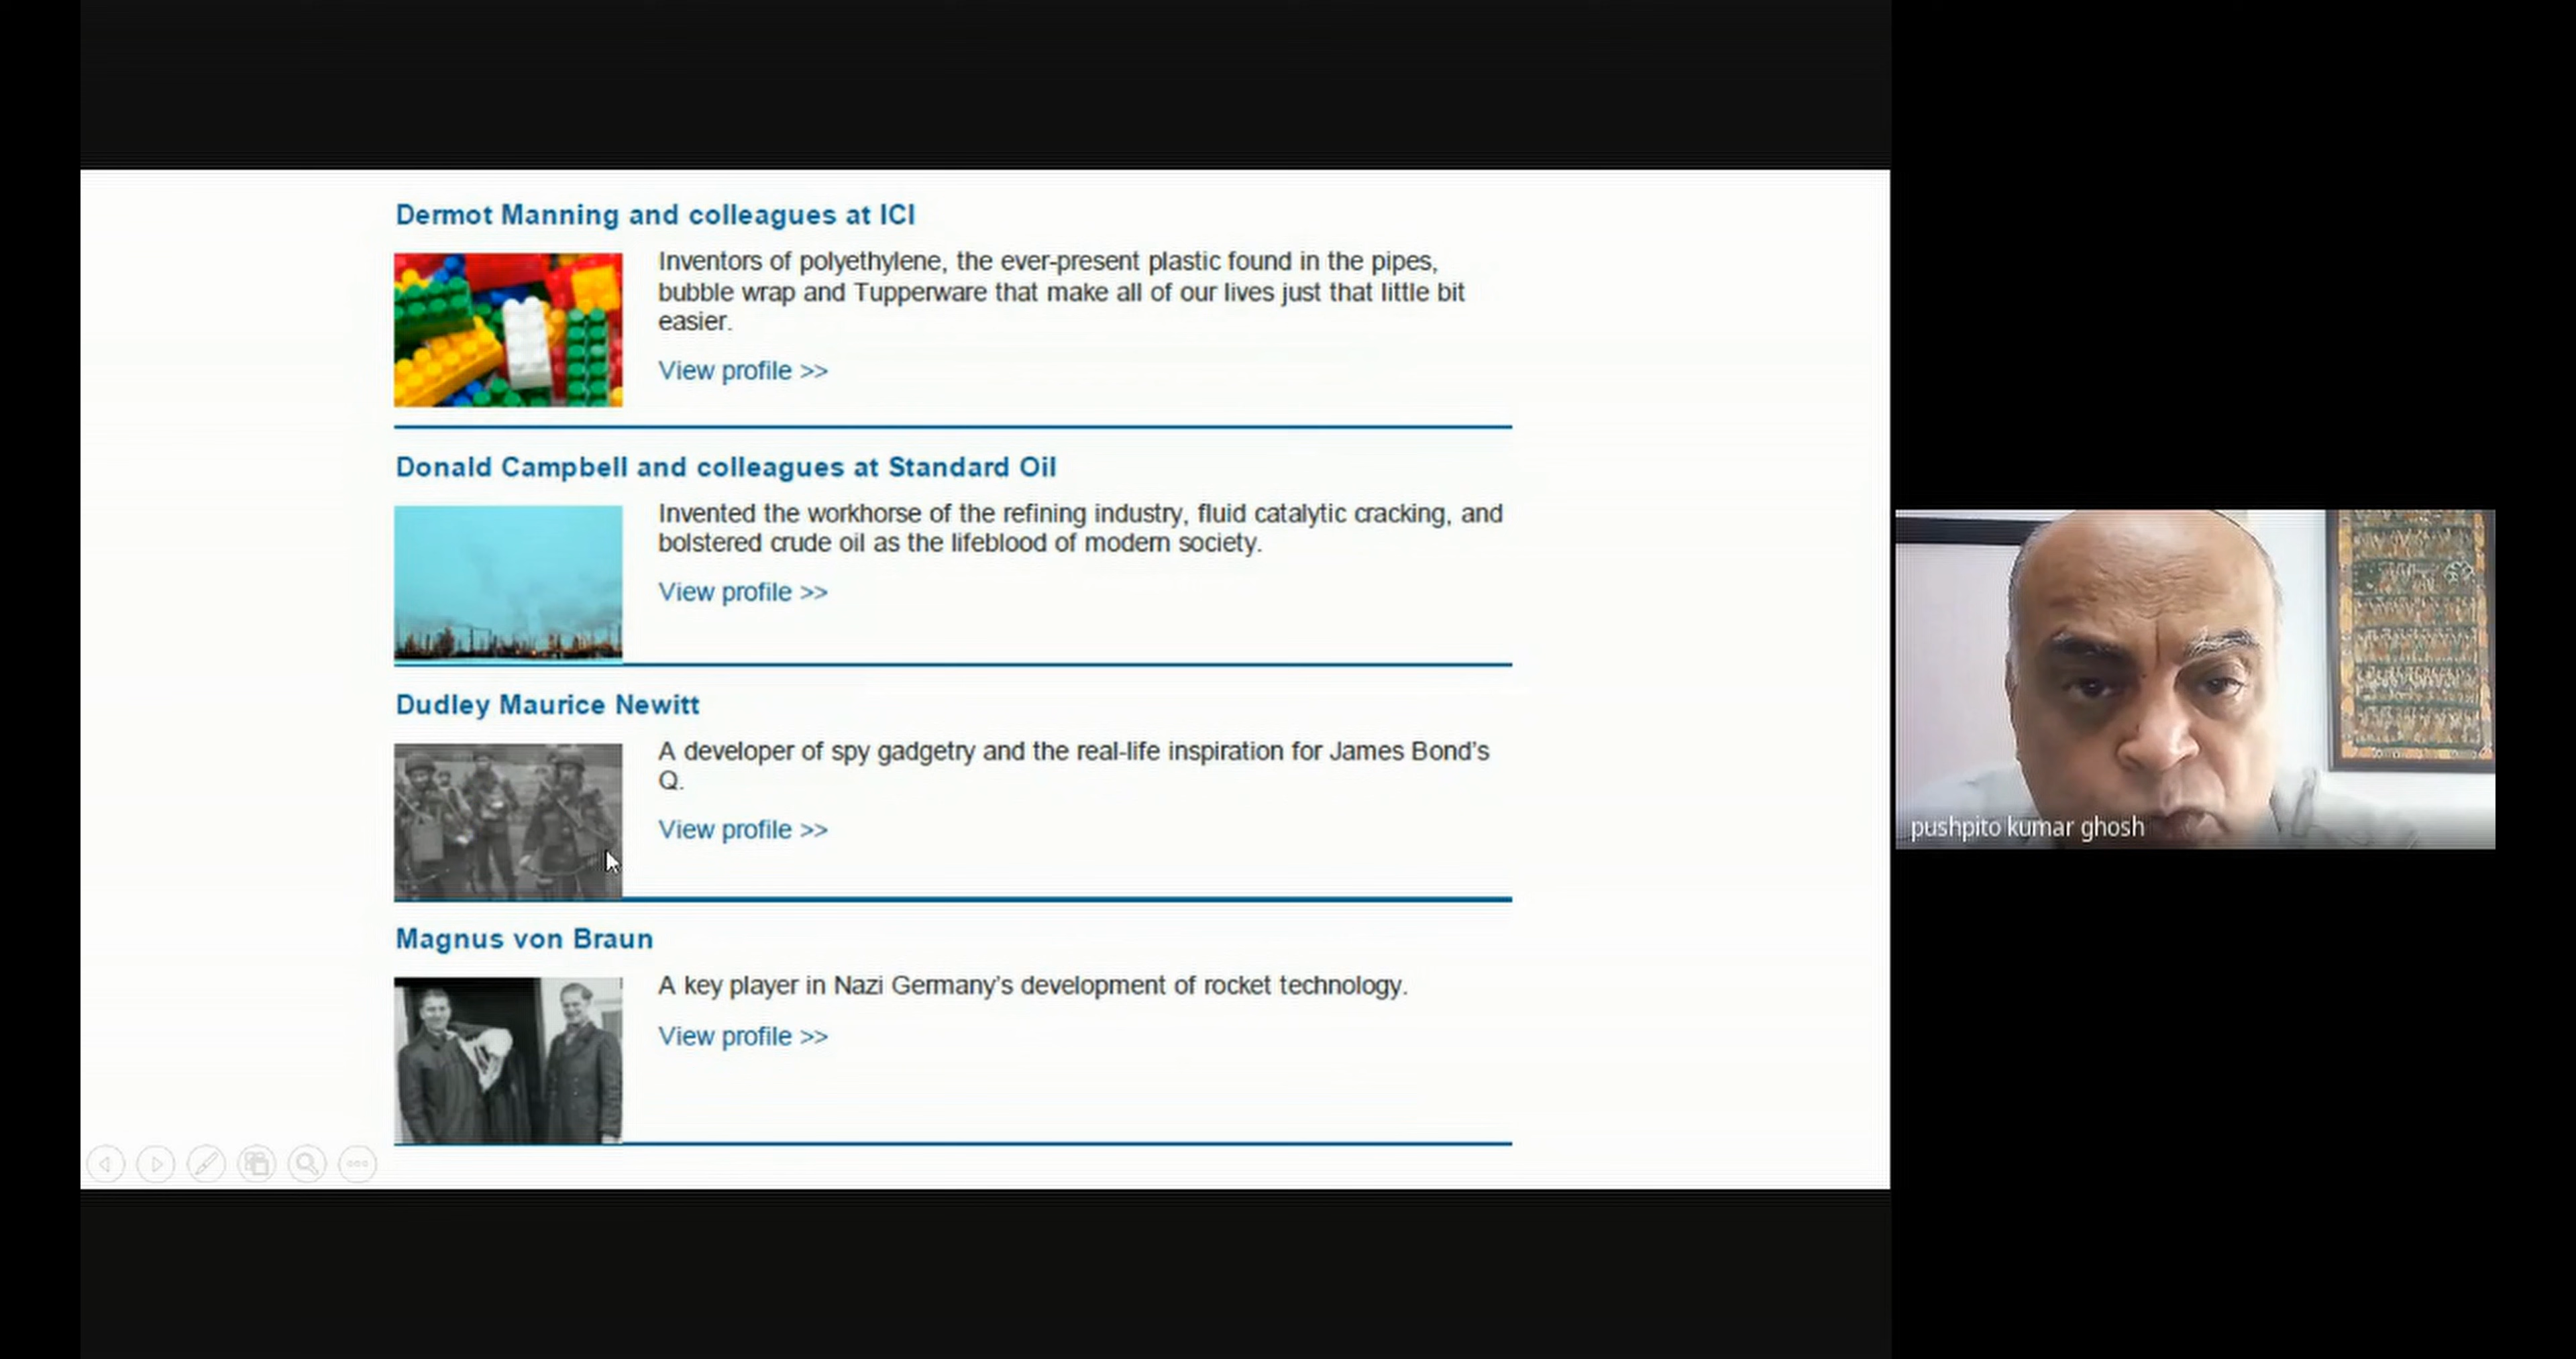 Dermot Manning and colleagues at ICI
Inventors of polyethylene, the ever-present plastic found in the pipes,
bubble wrap and Tupperware that make all of our lives just that little bit
easier.
View profile >>
Donald Campbell and colleagues at Standard Oil
Invented the workhorse of the refining industry, fluid catalytic cracking, and
bolstered crude oil as the lifeblood of modern society.
View profile >>
Dudley Maurice Newitt
A developer of spy gadgetry and the real-life inspiration for James Bond's
Q.
View profile >>
Magnus von Braun
A key player in Nazi Germany's development of rocket technology.
View profile >>
pushpito kumar ghosh